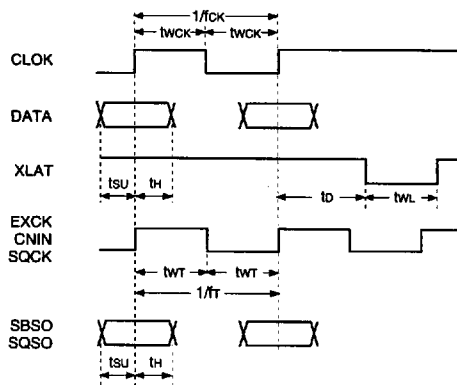 1/fCK
tWCK tWCK
CLOK
DATA
XLAT
tSU tH
tD tWL
EXCK
CNIN
SQCK
tWT tWT
1/fT
SBSO
SQSO
tSU tH